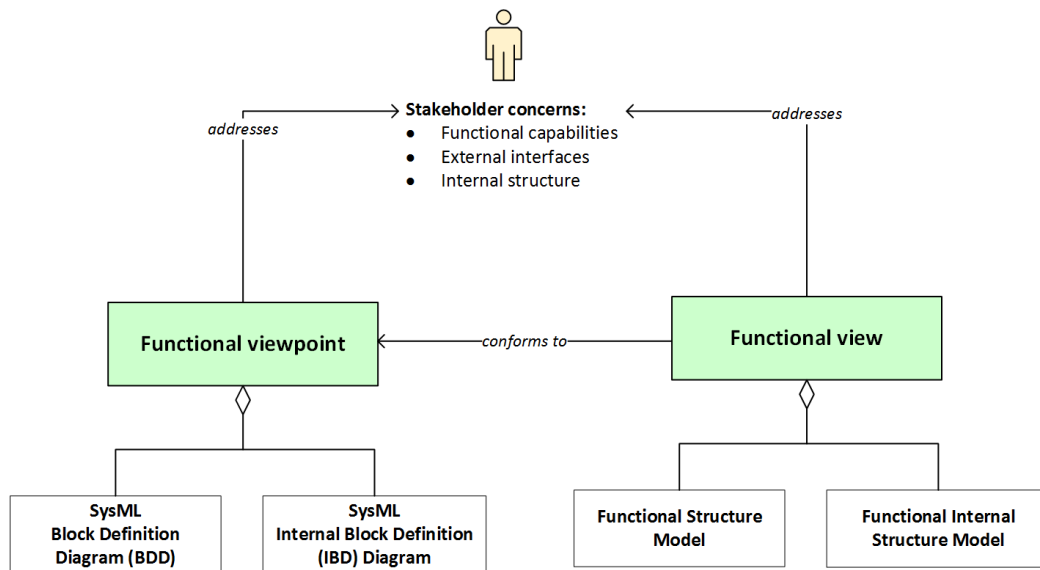 Stakeholder concerns:
● Functional capabilities
● External interfaces
● Internal structure
addresses
addresses
Functional viewpoint
conforms to
Functional view
SysML
Block Definition
Diagram (BDD)
SysML
Internal Block Definition
(IBD) Diagram
Functional Structure
Model
Functional Internal
Structure Model